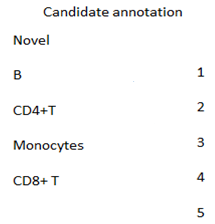 Candidate annotation
Novel
B 1
CD4+T 2
Monocytes 3
CD8+ T 4
5